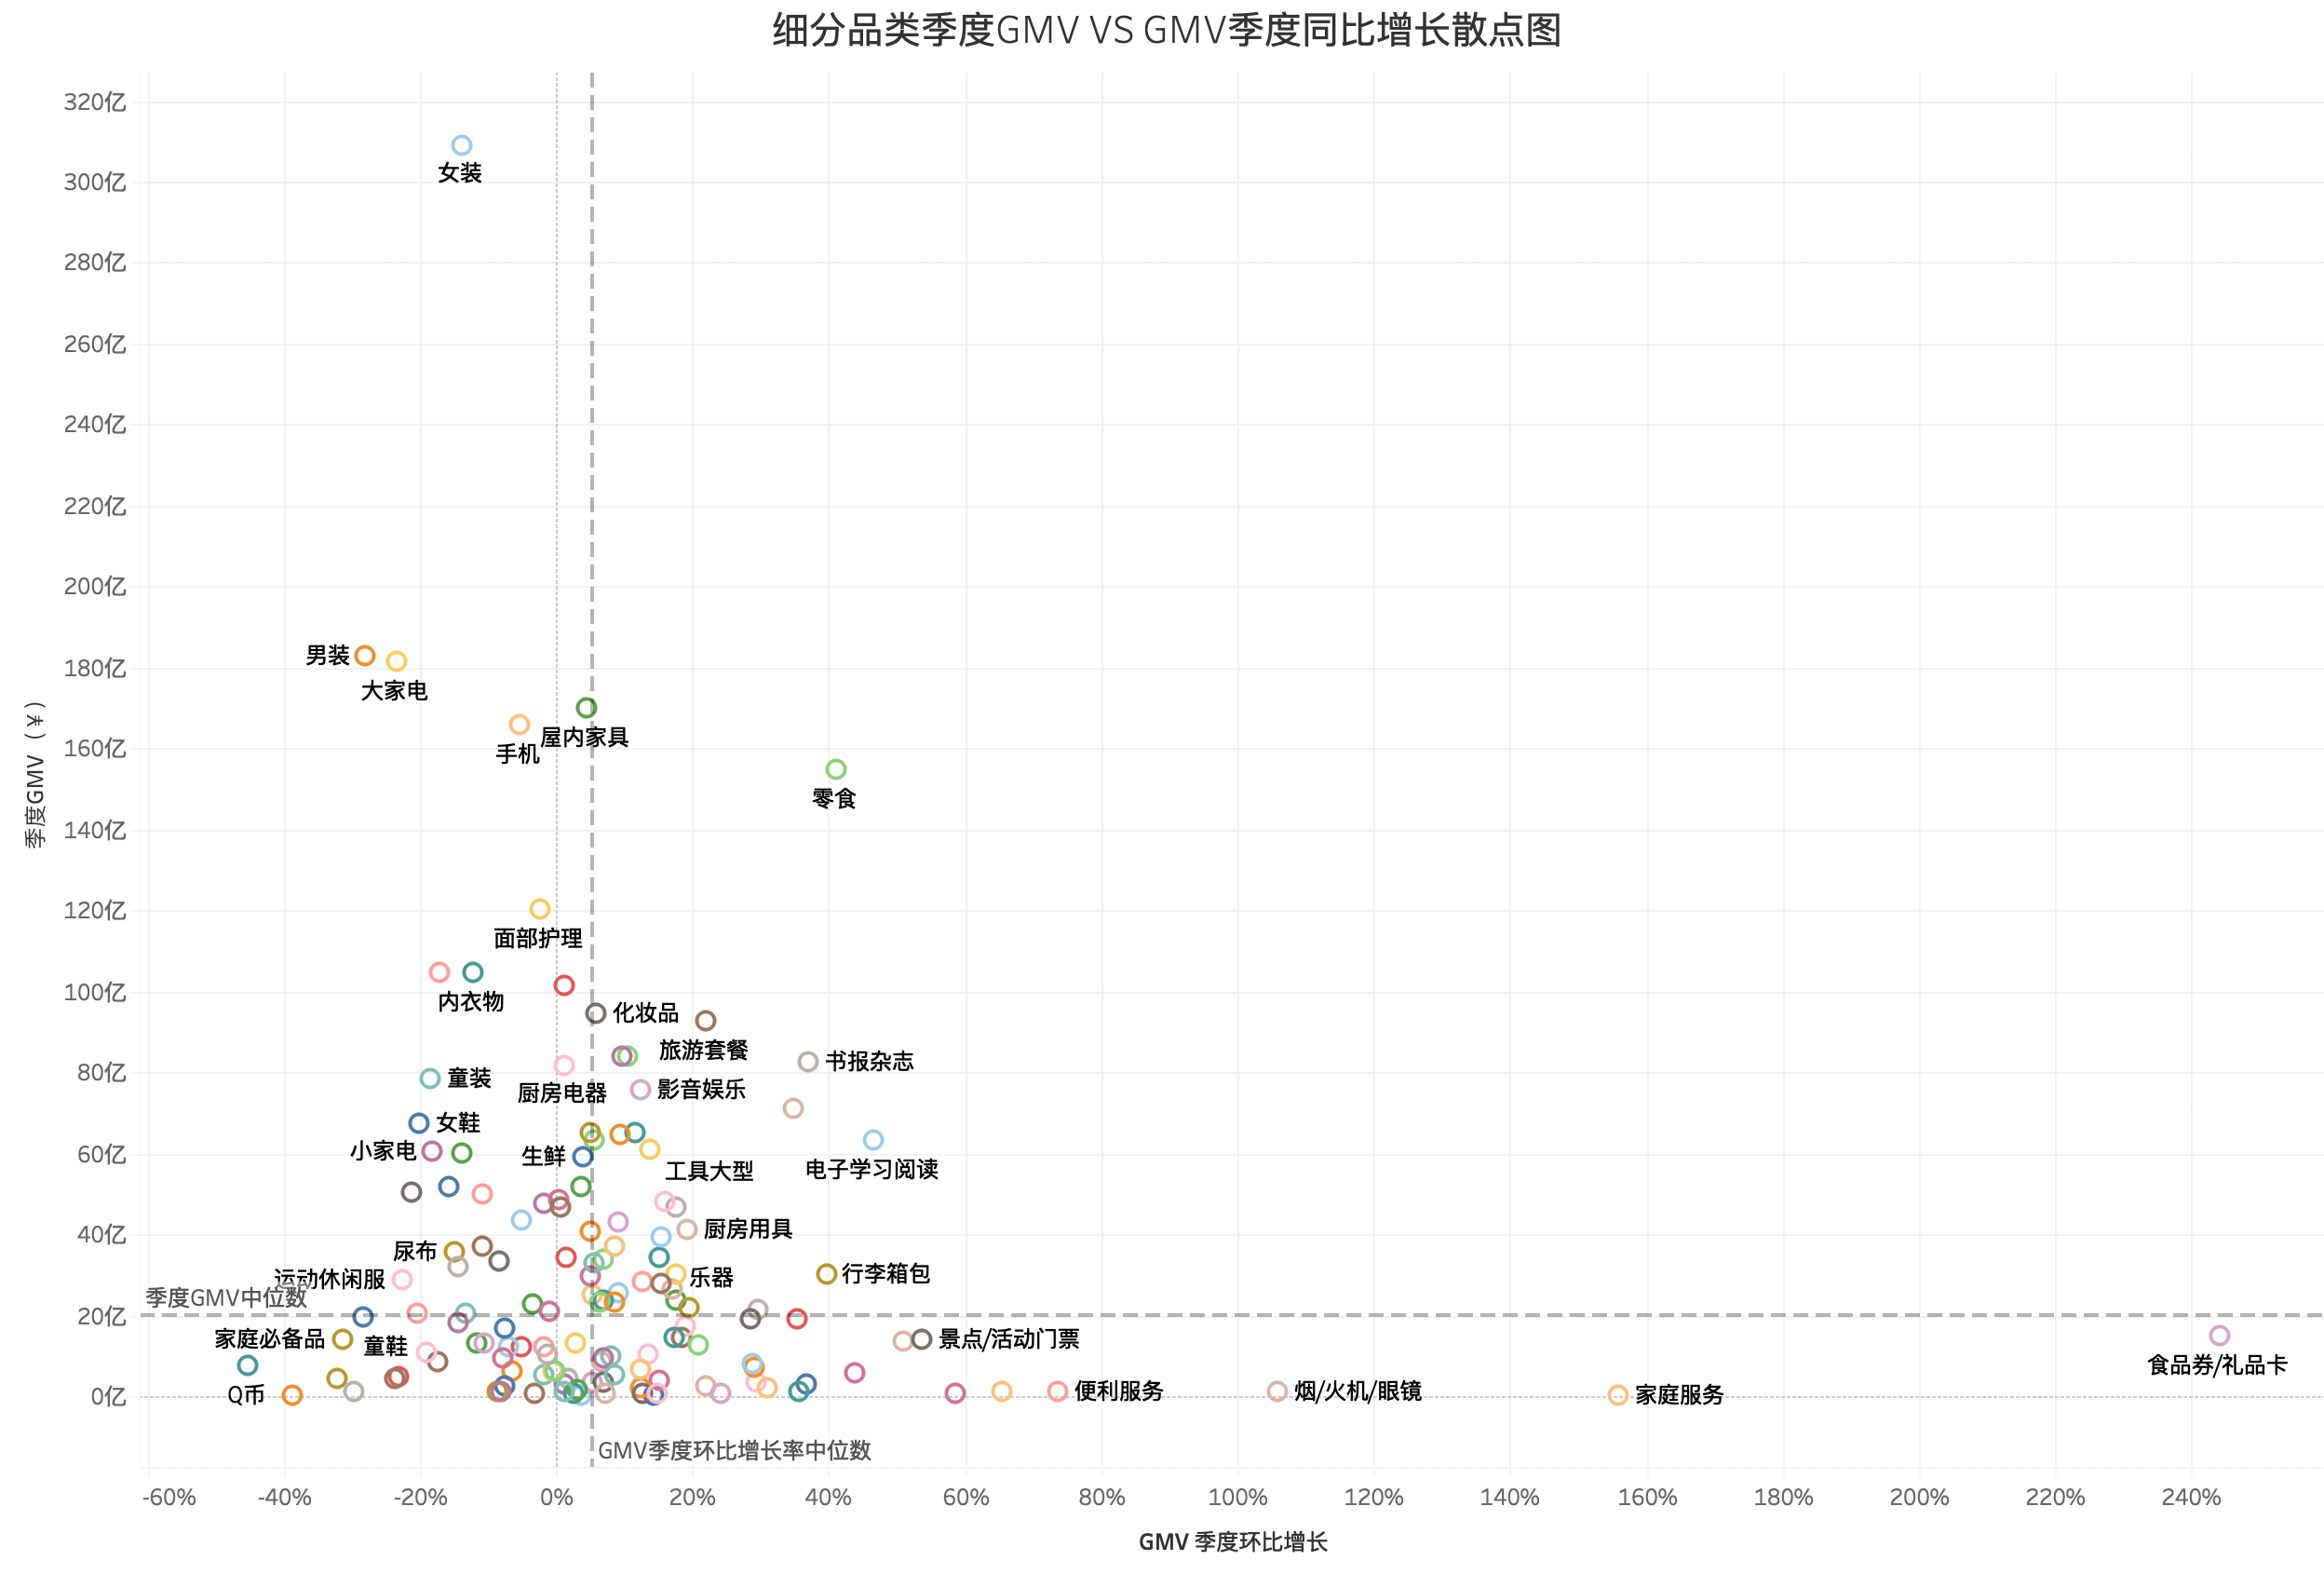 细分品类季度GMV VS GMV季度同比增长散点图
320亿
300亿
280亿
260亿
240亿
220亿
200亿
180亿
160亿
140亿
120亿
100亿
80亿
60亿
40亿
20亿
0亿
季度GMV（￥）
女装
男装
大家电
屋内家具
手机
零食
面部护理
内衣物
化妆品
旅游套餐
书报杂志
童装
厨房电器
影音娱乐
女鞋
小家电
生鲜
工具大型
电子学习阅读
厨房用具
尿布
运动休闲服
乐器
行李箱包
季度GMV中位数
家庭必备品
童鞋
景点/活动门票
食品券/礼品卡
Q币
便利服务
烟/火机/眼镜
家庭服务
GMV季度环比增长率中位数
-60%
-40%
-20%
0%
20%
40%
60%
80%
100%
120%
140%
160%
180%
200%
220%
240%
GMV 季度环比增长